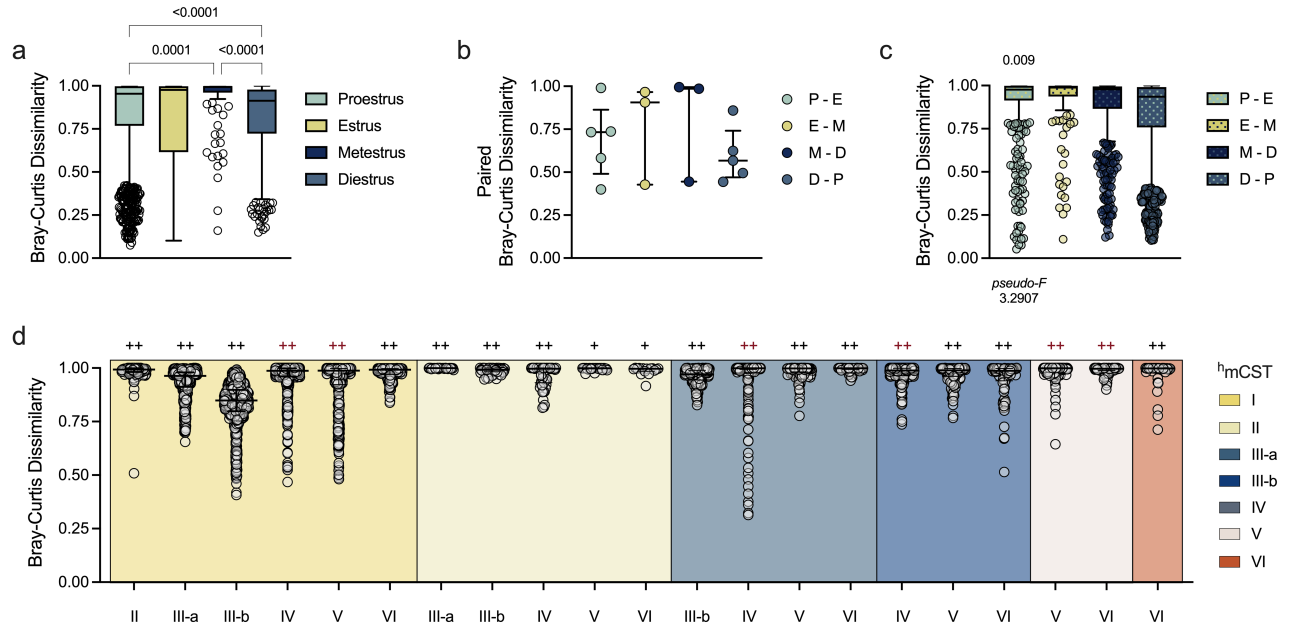 a
<0.0001
0.0001
<0.0001
Bray-Curtis Dissimilarity
1.00
0.75
0.50
0.25
0.00
Proestrus
Estrus
Metestrus
Diestrus
b
Paired
Bray-Curtis Dissimilarity
1.00
0.75
0.50
0.25
0.00
P - E
E - M
M - D
D - P
c
0.009
Bray-Curtis Dissimilarity
1.00
0.75
0.50
0.25
0.00
pseudo-F
3.2907
P - E
E - M
M - D
D - P
d
++ ++ ++ ++ ++ ++ ++ ++ ++ + + ++ ++ ++ ++ ++ ++ ++ ++ ++ ++
Bray-Curtis Dissimilarity
1.00
0.75
0.50
0.25
0.00
II III-a III-b IV V VI III-a III-b IV V VI III-b IV V VI IV V VI V VI VI
hmCST
I
II
III-a
III-b
IV
V
VI